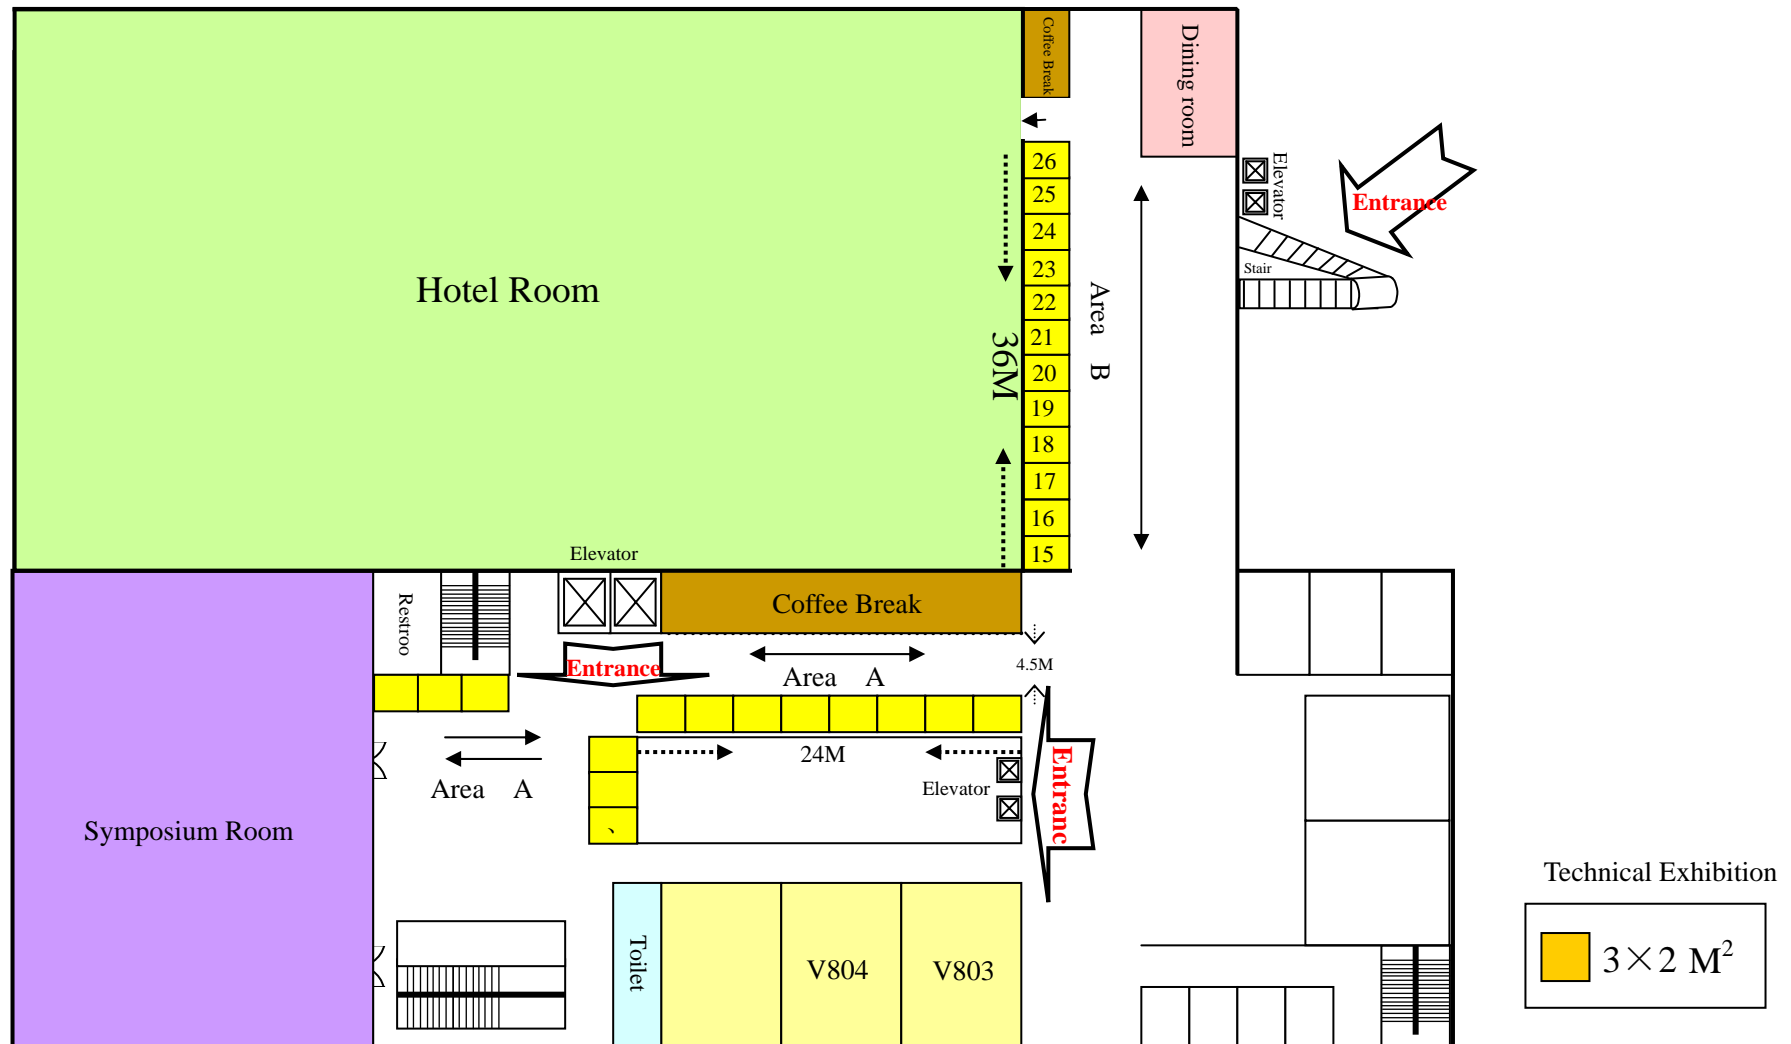 Coffee Break
Dining room
Elevator
Entrance
Stair
26
25
24
23
22
21
20
19
18
17
16
15
Hotel Room
36M
Area B
Elevator
Restroo
Coffee Break
Entrance
Area A
4.5M
24M
Elevator
Entranc
Area A
、
Symposium Room
Toilet
V804
V803
Technical Exhibition
3×2 M²